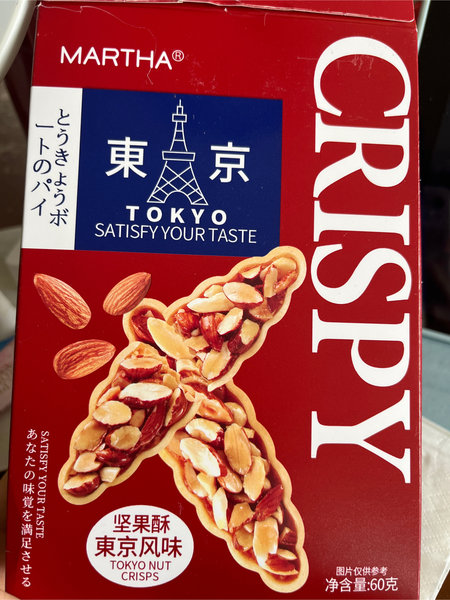 MARTHA®
CRISPY
とうきょうボ
ートのパイ
東京
TOKYO
SATISFY YOUR TASTE
SATISFY YOUR TASTE
あなたの味覚を満足させる
坚果酥
東京风味
TOKYO NUT
CRISPS
图片仅供参考
净含量:60克